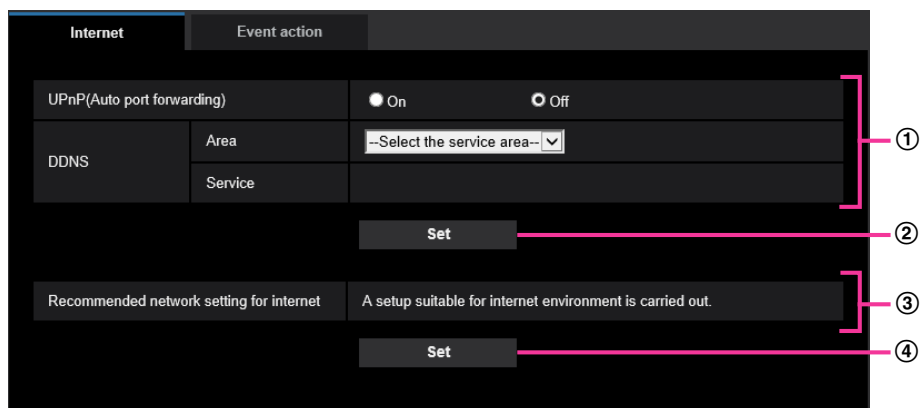 Internet Event action
UPnP(Auto port forwarding) On Off
DDNS Area --Select the service area--
Service
①
Set ②
Recommended network setting for internet A setup suitable for internet environment is carried out. ③
Set ④